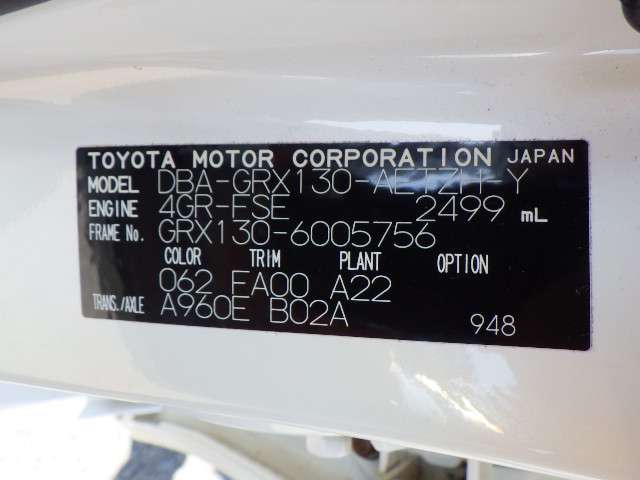 TOYOTA MOTOR CORPORATION JAPAN
MODEL DBA-GRX130-AETZH-Y
ENGINE 4GR-FSE 2499 mL
FRAME No. GRX130-6005756
COLOR TRIM PLANT OPTION
062 FA00 A22
TRANS./AXLE A960E B02A
948